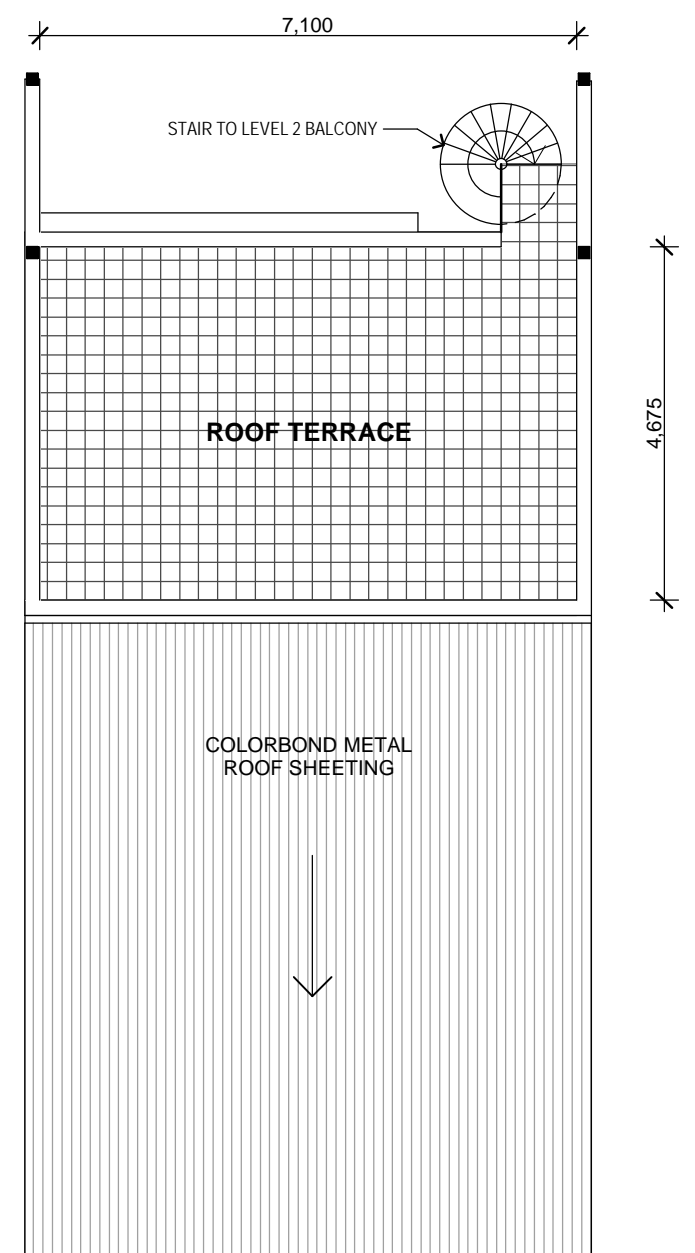 7,100
STAIR TO LEVEL 2 BALCONY
4,675
ROOF TERRACE
COLORBOND METAL
ROOF SHEETING